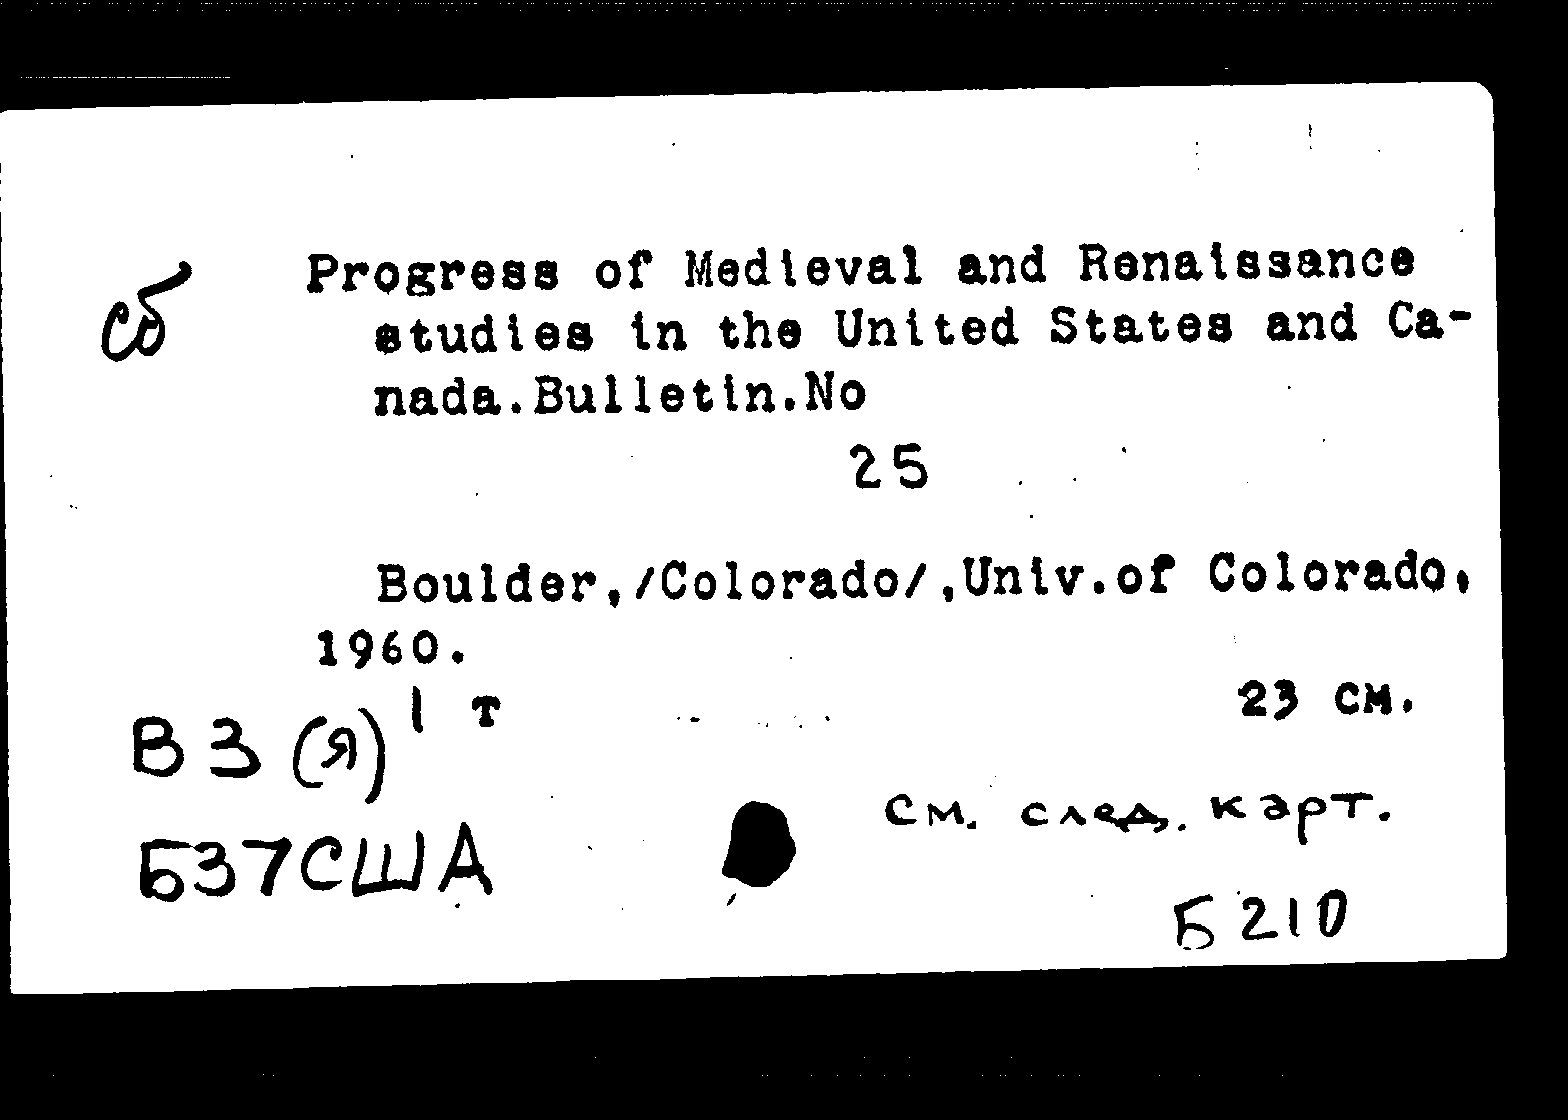 сб
Progress of Medieval and Renaissance
studies in the United States and Ca-
nada.Bulletin.No
25
Boulder,/Colorado/,Univ.of Colorado,
1960.
1 т
23 см.
В3(я)
см. след. карт.
Б37США
Б210